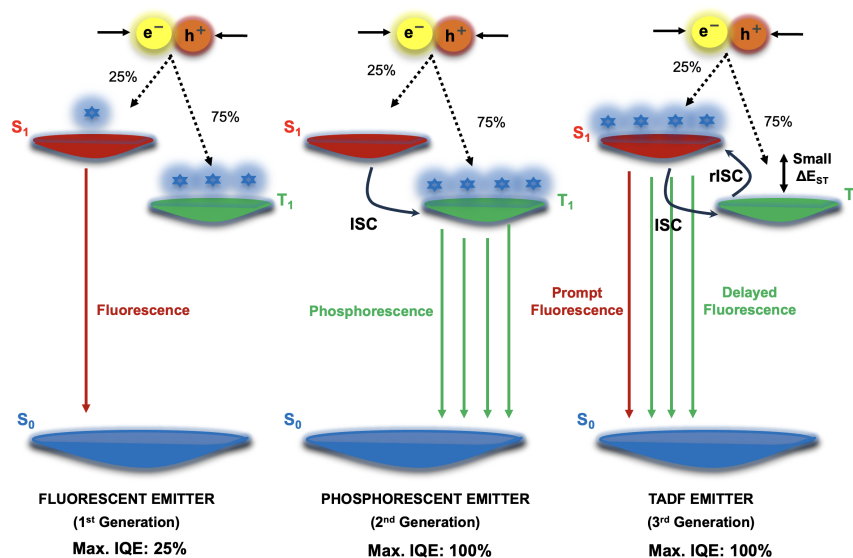 e⁻ h⁺
25%
75%
S₁
T₁
Fluorescence
S₀
FLUORESCENT EMITTER
(1st Generation)
Max. IQE: 25%
e⁻ h⁺
25%
75%
S₁
T₁
ISC
Phosphorescence
S₀
PHOSPHORESCENT EMITTER
(2nd Generation)
Max. IQE: 100%
e⁻ h⁺
25%
75%
S₁
Small
ΔE_ST
rISC
T
ISC
Prompt
Fluorescence
Delayed
Fluorescence
S₀
TADF EMITTER
(3rd Generation)
Max. IQE: 100%